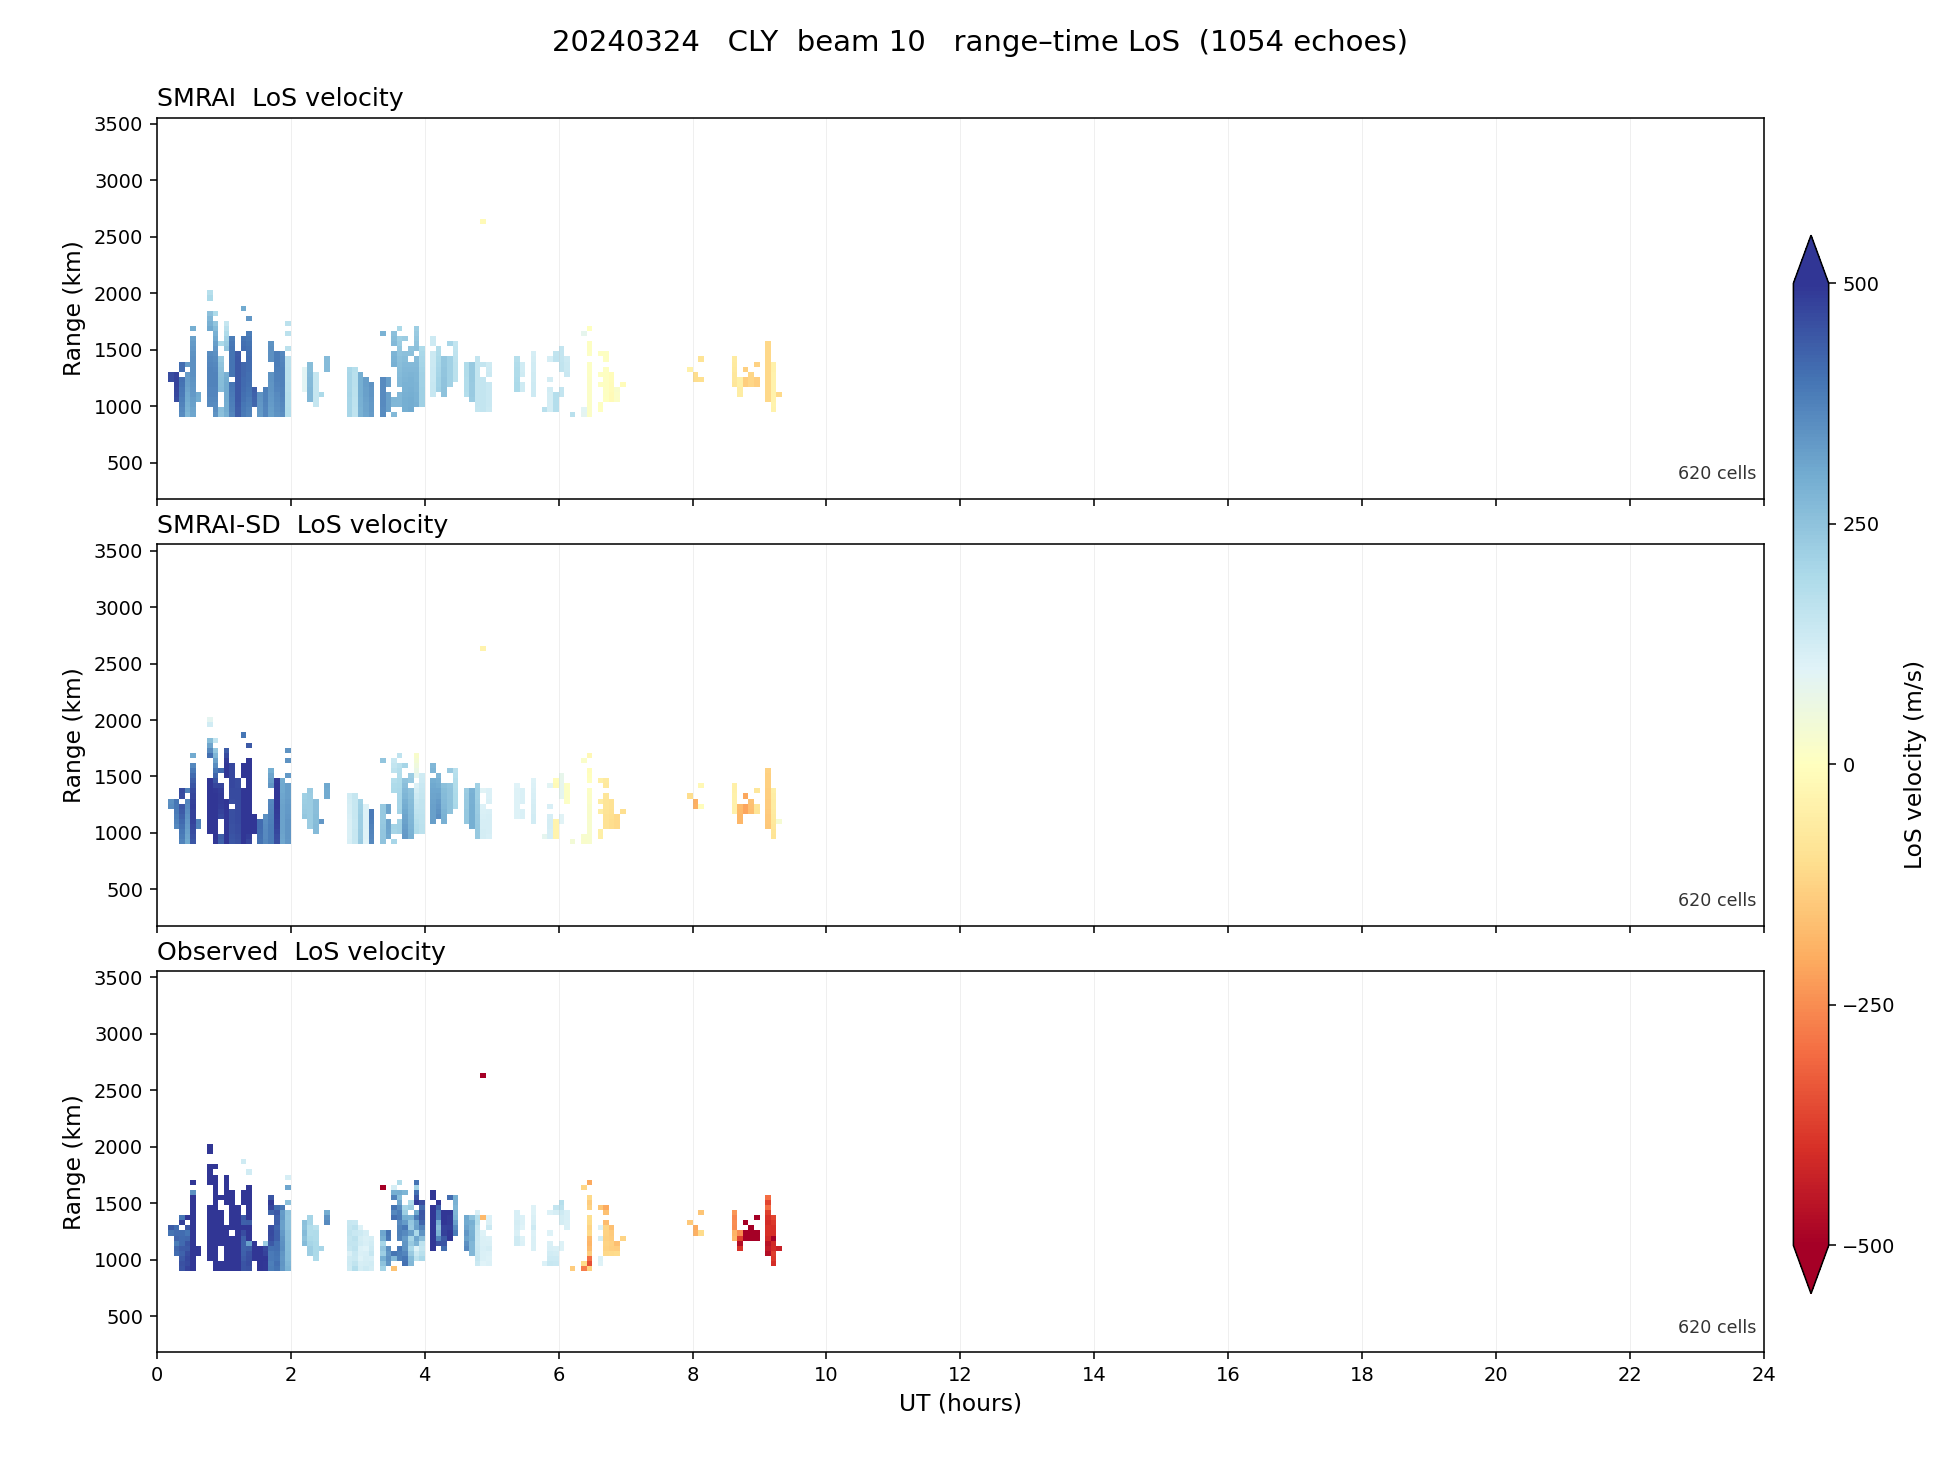 20240324   CLY  beam 10   range–time LoS  (1054 echoes)
SMRAI  LoS velocity
3500
3000
2500
2000
1500
1000
500
Range (km)
620 cells
SMRAI-SD  LoS velocity
3500
3000
2500
2000
1500
1000
500
Range (km)
620 cells
Observed  LoS velocity
3500
3000
2500
2000
1500
1000
500
Range (km)
620 cells
0 2 4 6 8 10 12 14 16 18 20 22 24
UT (hours)
500
250
0
−250
−500
LoS velocity (m/s)